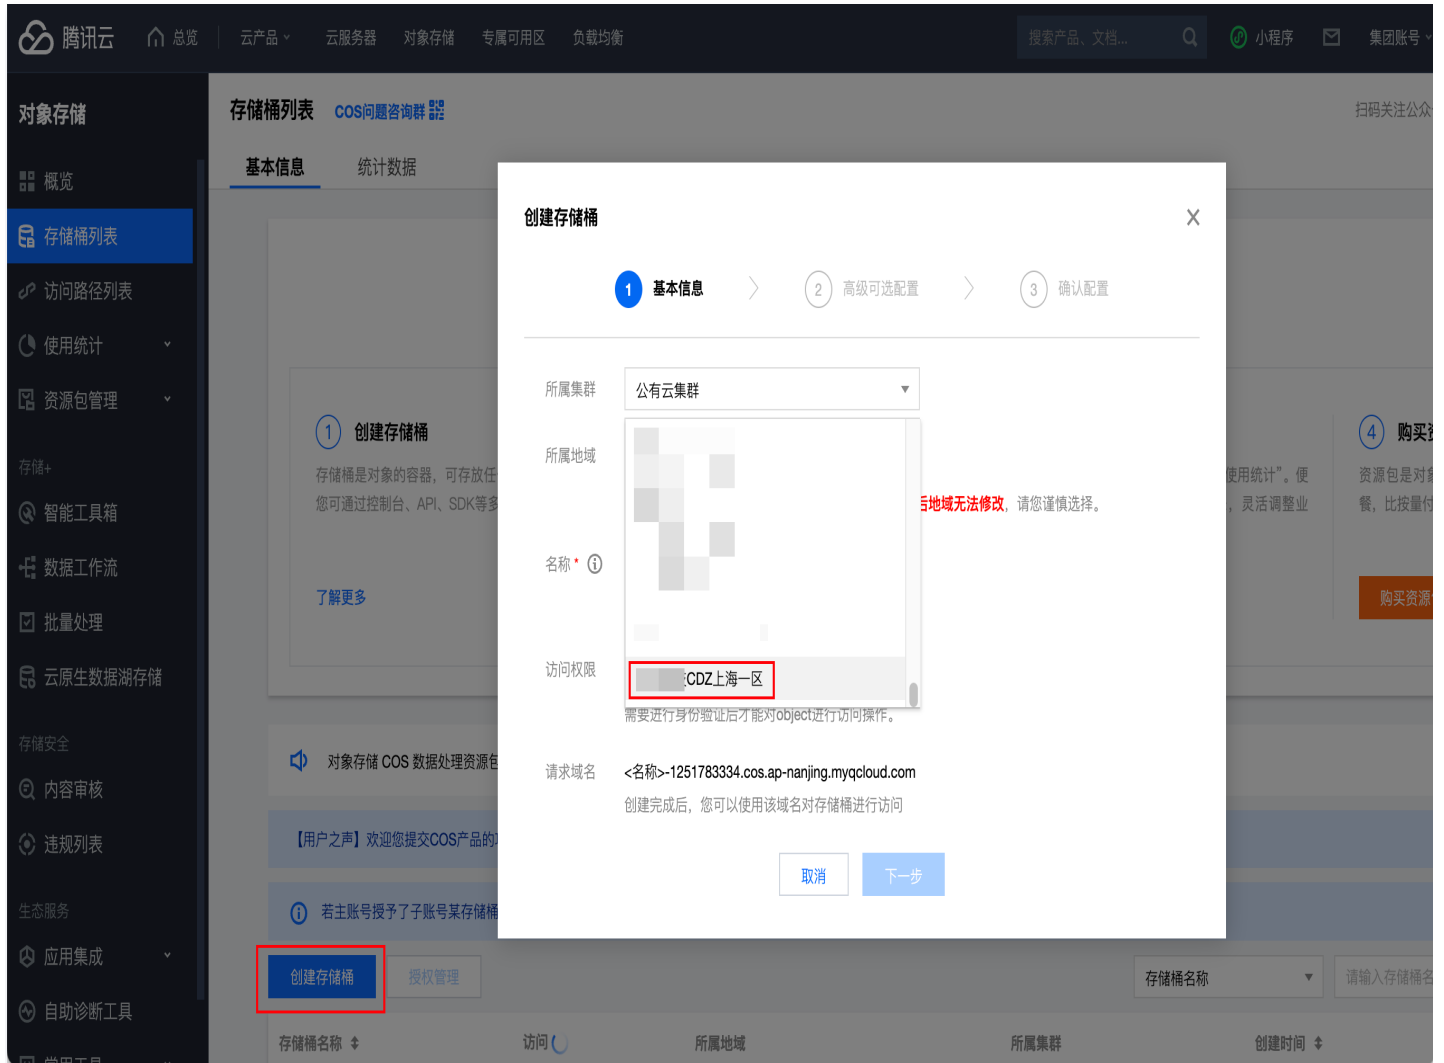 腾讯云 总览 云产品 云服务器 对象存储 专属可用区 负载均衡 搜索产品、文档... 小程序 集团账号
对象存储
存储桶列表 COS问题咨询群 扫码关注公众
基本信息 统计数据
概览
存储桶列表
访问路径列表
使用统计
资源包管理
存储+
智能工具箱
数据工作流
批量处理
云原生数据湖存储
存储安全
内容审核
违规列表
生态服务
应用集成
自助诊断工具
常用工具
1 创建存储桶
存储桶是对象的容器，可存放任
您可通过控制台、API、SDK等多
了解更多
使用统计”。便
，灵活调整业
4 购买资
资源包是对象
餐，比按量付
购买资源
创建存储桶
1 基本信息 2 高级可选配置 3 确认配置
所属集群 公有云集群
所属地域
后地域无法修改，请您谨慎选择。
名称*
访问权限
CDZ上海一区
需要进行身份验证后才能对object进行访问操作。
请求域名 <名称>-1251783334.cos.ap-nanjing.myqcloud.com
创建完成后，您可以使用该域名对存储桶进行访问
取消 下一步
对象存储 COS 数据处理资源包
【用户之声】欢迎您提交COS产品的
若主账号授予了子账号某存储桶
创建存储桶 授权管理 存储桶名称 请输入存储桶名
存储桶名称 访问 所属地域 所属集群 创建时间